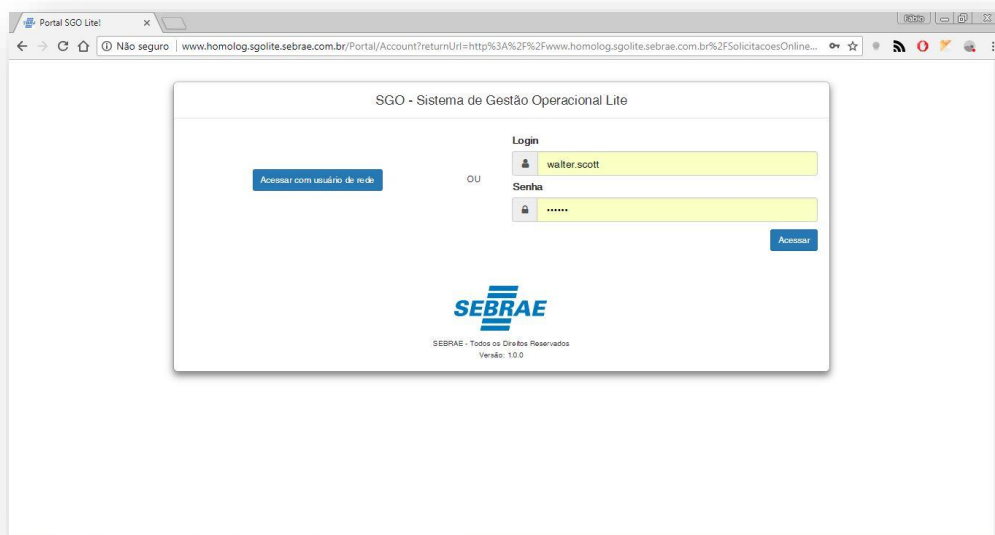 Portal SGO Lite!
Fábio
Não seguro | www.homolog.sgolite.sebrae.com.br/Portal/Account?returnUrl=http%3A%2F%2Fwww.homolog.sgolite.sebrae.com.br%2FSolicitacoesOnline...
SGO - Sistema de Gestão Operacional Lite
Login
walter.scott
Acessar com usuário de rede
OU
Senha
••••••
Acessar
SEBRAE
SEBRAE - Todos os Direitos Reservados
Versão: 1.0.0